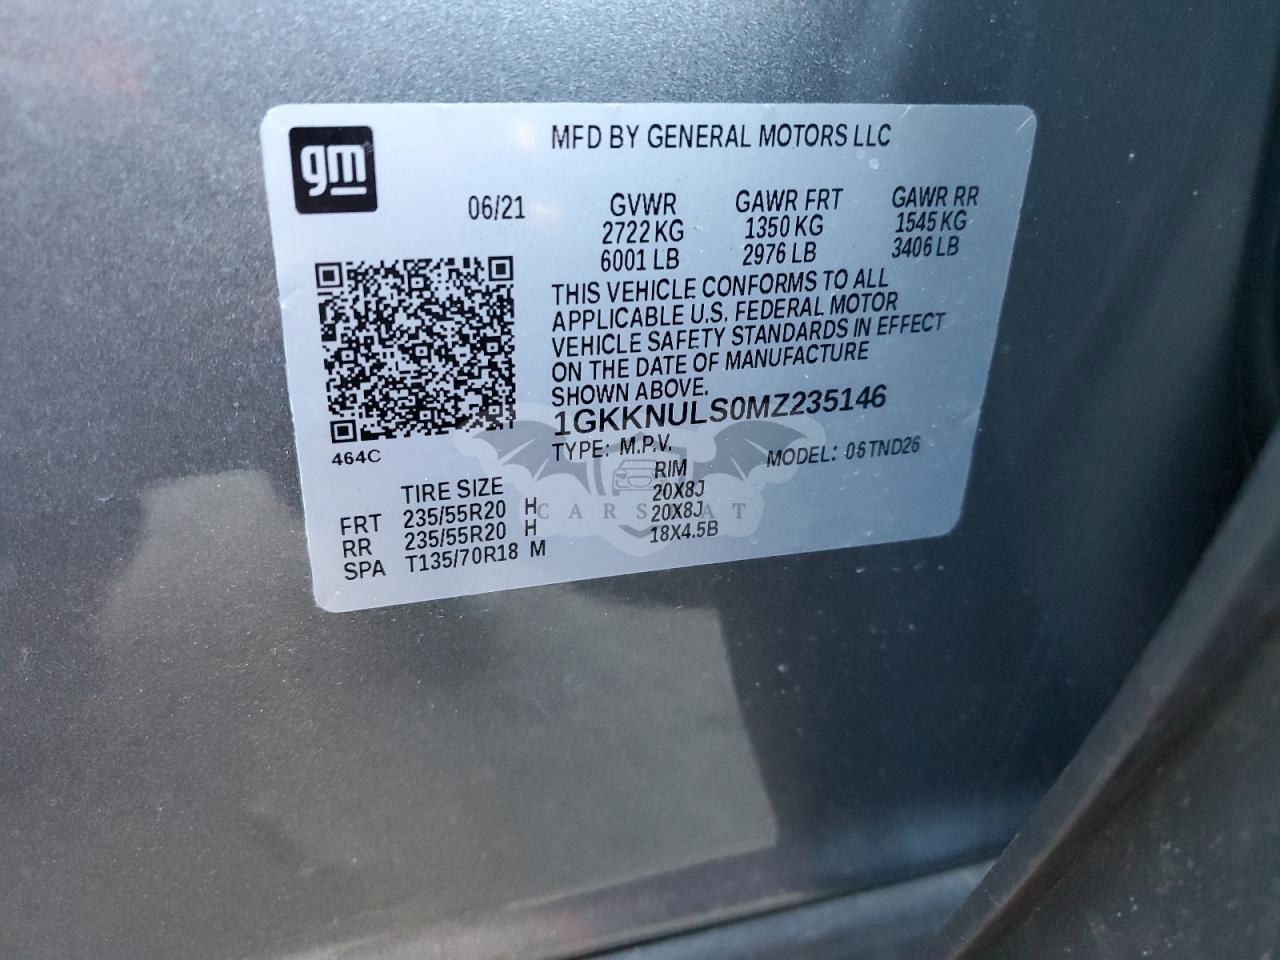 MFD BY GENERAL MOTORS LLC
gm
06/21
GVWR GAWR FRT GAWR RR
2722 KG 1350 KG 1545 KG
6001 LB 2976 LB 3406 LB
THIS VEHICLE CONFORMS TO ALL
APPLICABLE U.S. FEDERAL MOTOR
VEHICLE SAFETY STANDARDS IN EFFECT
ON THE DATE OF MANUFACTURE
SHOWN ABOVE.
1GKKNULS0MZ235146
TYPE: M.P.V. MODEL: 06TND26
464C
TIRE SIZE RIM
FRT 235/55R20 H 20X8J
RR 235/55R20 H 20X8J
SPA T135/70R18 M 18X4.5B